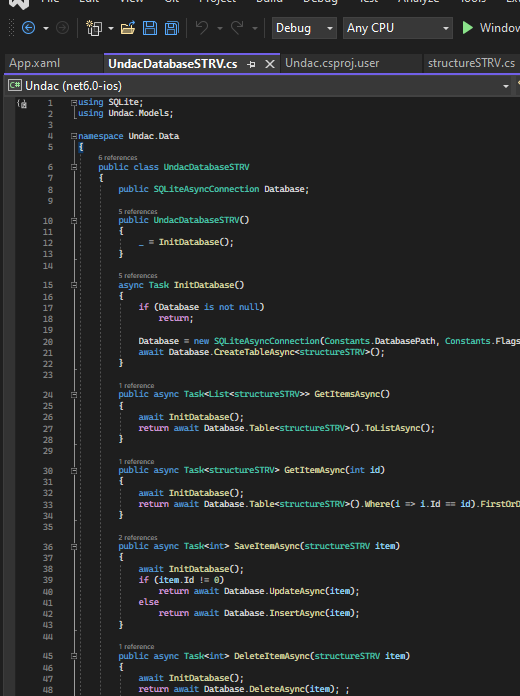 Debug Any CPU Window
App.xaml UndacDatabaseSTRV.cs Undac.csproj.user structureSTRV.cs
C# Undac (net6.0-ios)
1 using SQLite;
2 using Undac.Models;
3
4 namespace Undac.Data
5 {
6 references
6 public class UndacDatabaseSTRV
7 {
8 public SQLiteAsyncConnection Database;
9
5 references
10 public UndacDatabaseSTRV()
11 {
12 _ = InitDatabase();
13 }
14
5 references
15 async Task InitDatabase()
16 {
17 if (Database is not null)
18 return;
19
20 Database = new SQLiteAsyncConnection(Constants.DatabasePath, Constants.Flags
21 await Database.CreateTableAsync<structureSTRV>();
22 }
23
1 reference
24 public async Task<List<structureSTRV>> GetItemsAsync()
25 {
26 await InitDatabase();
27 return await Database.Table<structureSTRV>().ToListAsync();
28 }
29
1 reference
30 public async Task<structureSTRV> GetItemAsync(int id)
31 {
32 await InitDatabase();
33 return await Database.Table<structureSTRV>().Where(i => i.Id == id).FirstOrD
34 }
35
2 references
36 public async Task<int> SaveItemAsync(structureSTRV item)
37 {
38 await InitDatabase();
39 if (item.Id != 0)
40 return await Database.UpdateAsync(item);
41 else
42 return await Database.InsertAsync(item);
43 }
44
1 reference
45 public async Task<int> DeleteItemAsync(structureSTRV item)
46 {
47 await InitDatabase();
48 return await Database.DeleteAsync(item); ;